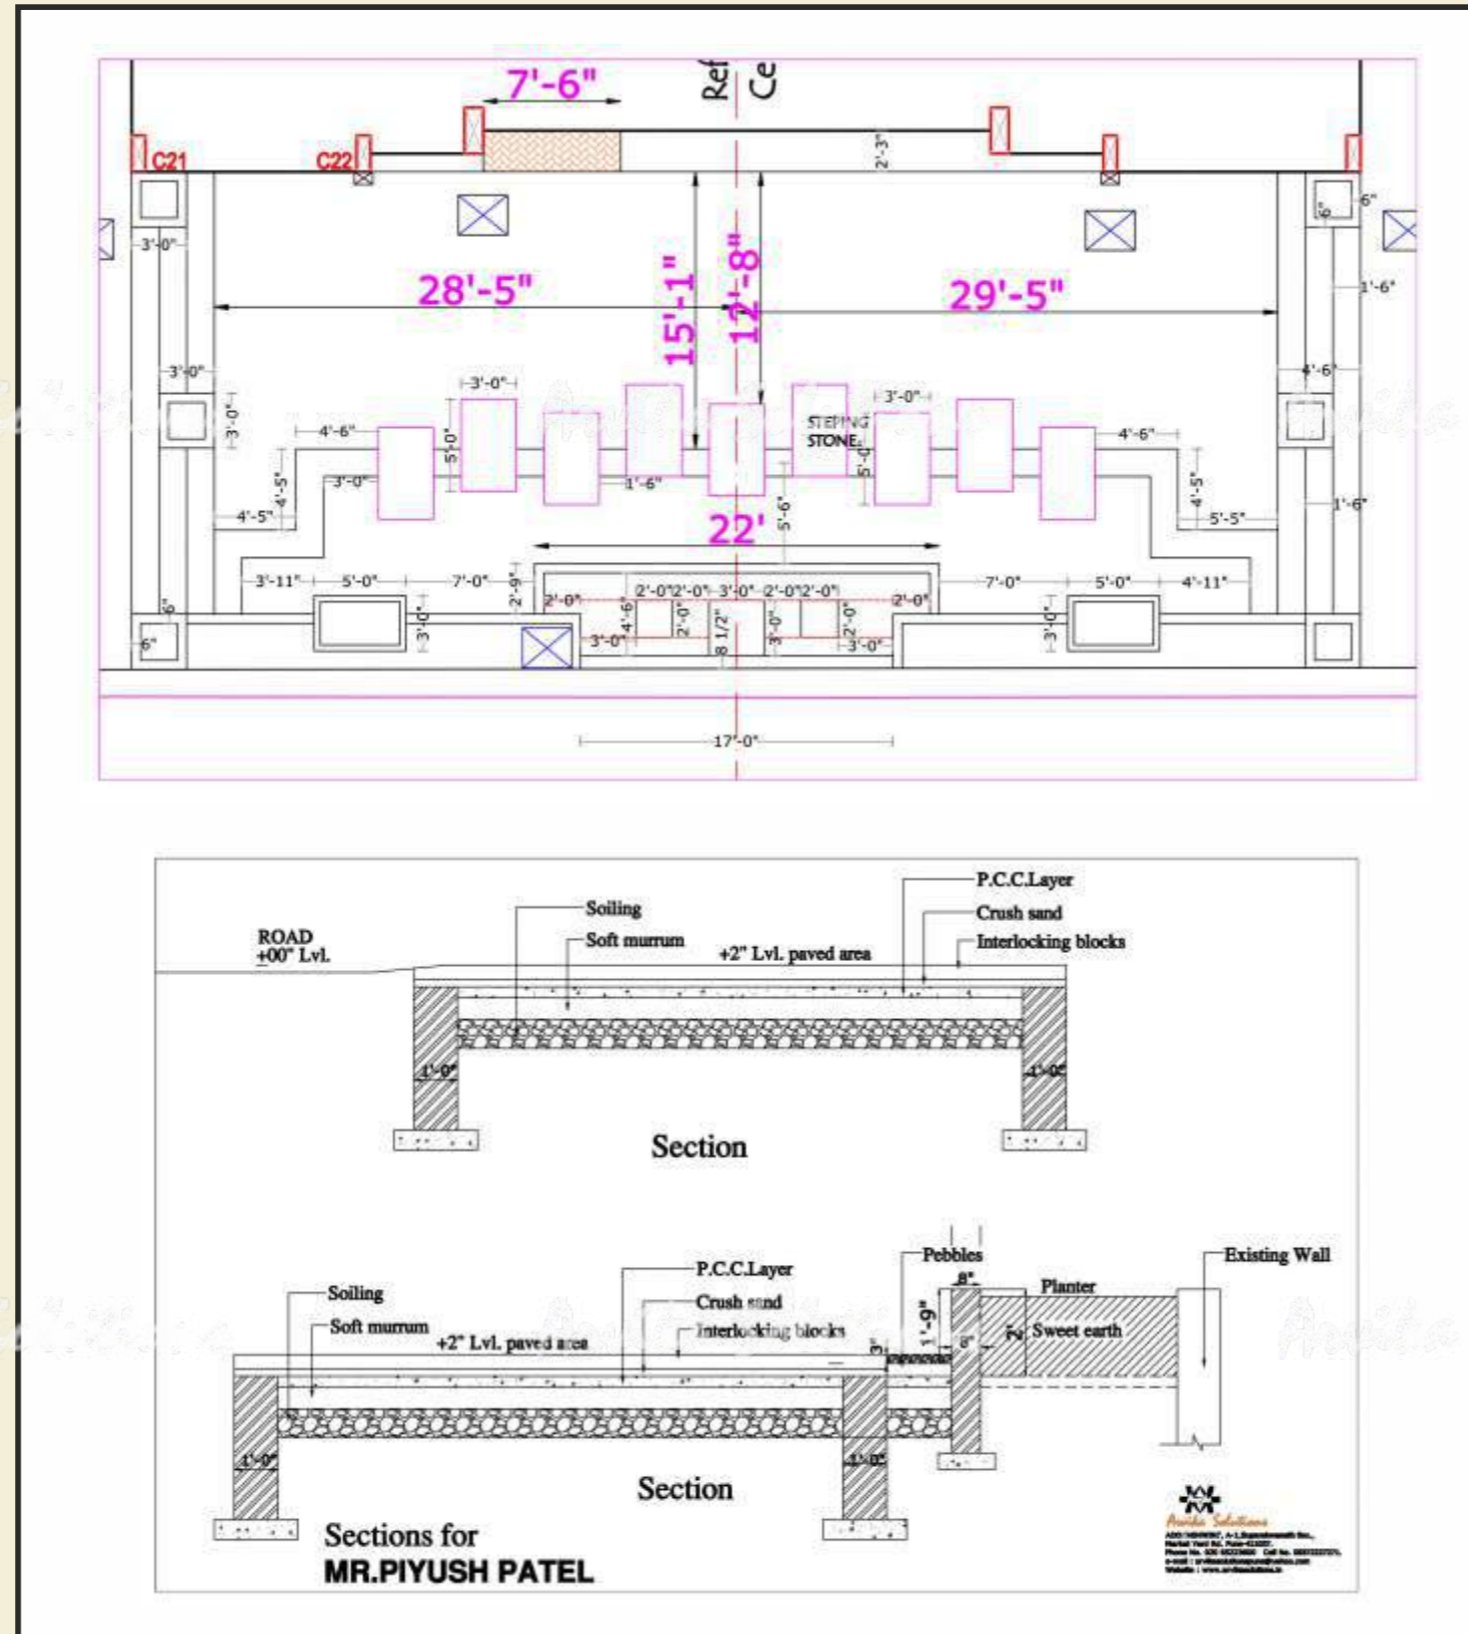 7'-6"
Ref
Ce
2'-3"
C21
C22
6"
6"
3'-0"
28'-5"
15'-1"
12'-8"
29'-5"
1'-6"
3'-0"
3'-0"
3'-0"
4'-6"
3'-0"
4'-6"
5'-0"
STEPING
STONE.
5'-0"
4'-6"
4'-5"
3'-0"
1'-6"
4'-5"
1'-6"
4'-5"
22'
5'-6"
5'-5"
3'-11"
5'-0"
7'-0"
2'-9"
2'-0"
2'-0"
2'-0"
3'-0"
2'-0"
2'-0"
2'-0"
7'-0"
5'-0"
4'-11"
6"
6"
3'-0"
4'-6"
3'-0"
2'-0"
8 1/2"
3'-0"
2'-0"
3'-0"
3'-0"
17'-0"
P.C.C.Layer
Soiling
Crush sand
ROAD
+00" Lvl.
Soft murrum
+2" Lvl. paved area
Interlocking blocks
1'-0"
1'-0"
Section
Pebbles
Existing Wall
P.C.C.Layer
8"
Planter
Soiling
Crush sand
1'-9"
Soft murrum
Interlocking blocks
2'
Sweet earth
+2" Lvl. paved area
3"
1'-0"
1'-0"
Section
Sections for
MR.PIYUSH PATEL
Arvika Solutions